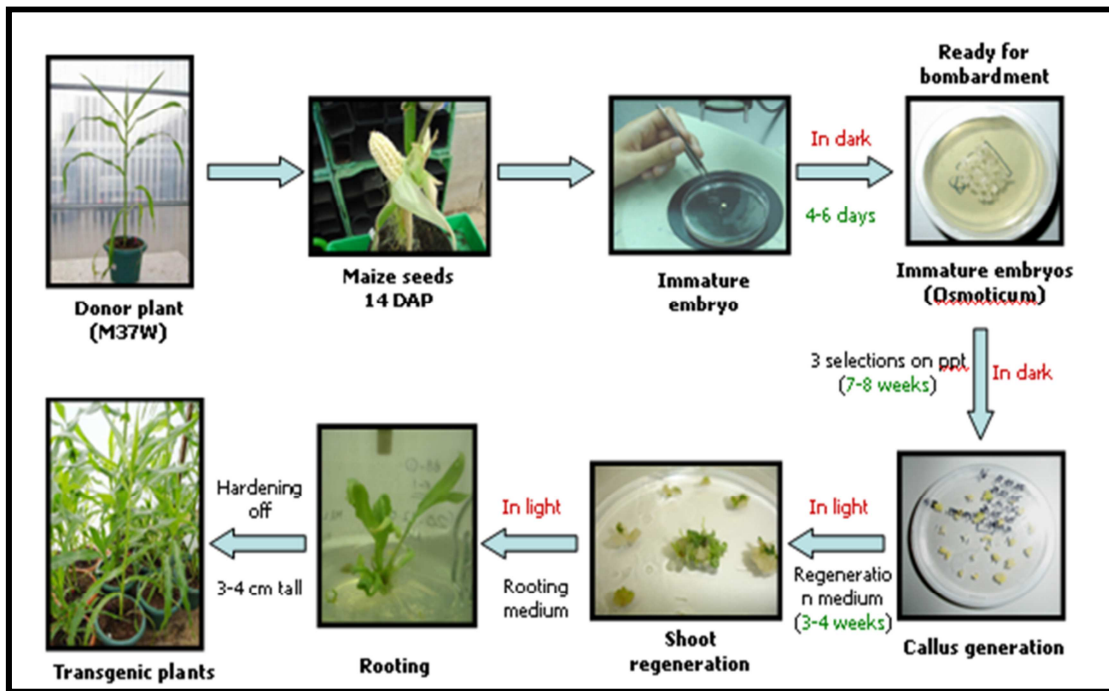 Donor plant
(M37W)
Maize seeds
14 DAP
Immature
embryo
In dark
4-6 days
Ready for
bombardment
Immature embryos
(Osmoticum)
3 selections on ppt
(7-8 weeks)
In dark
Callus generation
In light
Regeneratio
n medium
(3-4 weeks)
Shoot
regeneration
In light
Rooting
medium
Rooting
Hardening
off
3-4 cm tall
Transgenic plants